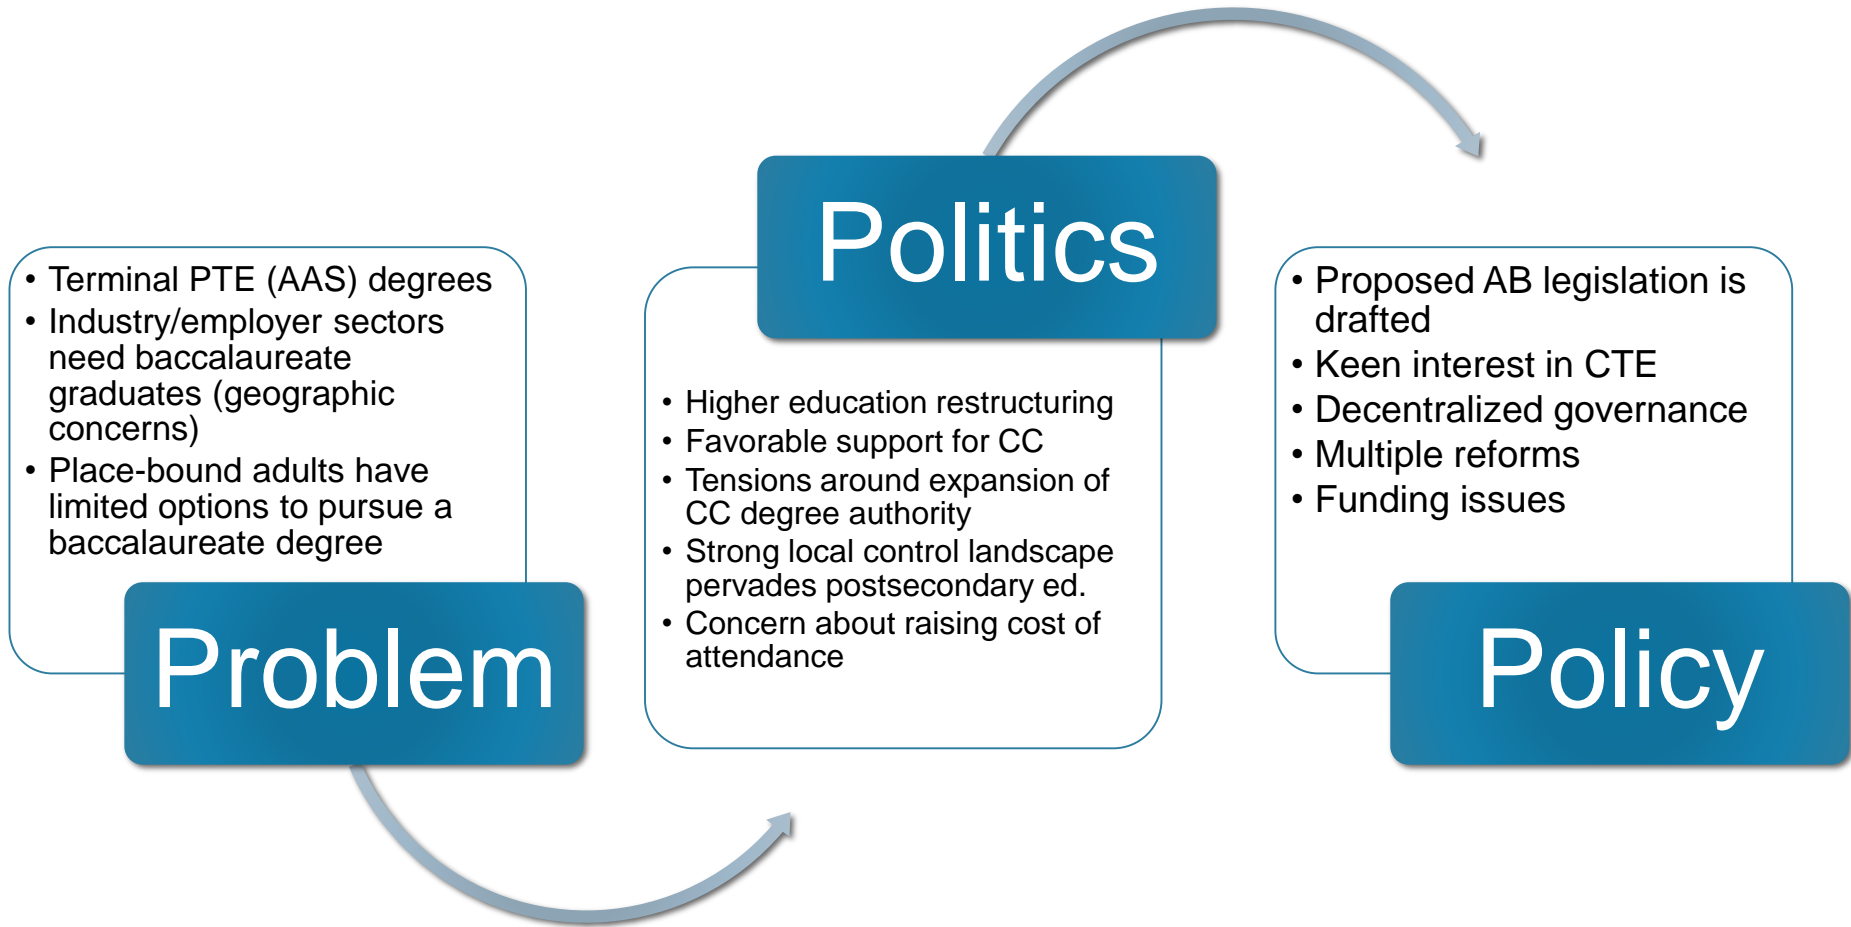 • Terminal PTE (AAS) degrees
• Industry/employer sectors
need baccalaureate
graduates (geographic
concerns)
• Place-bound adults have
limited options to pursue a
baccalaureate degree
Problem
Politics
• Higher education restructuring
• Favorable support for CC
• Tensions around expansion of
CC degree authority
• Strong local control landscape
pervades postsecondary ed.
• Concern about raising cost of
attendance
• Proposed AB legislation is
drafted
• Keen interest in CTE
• Decentralized governance
• Multiple reforms
• Funding issues
Policy